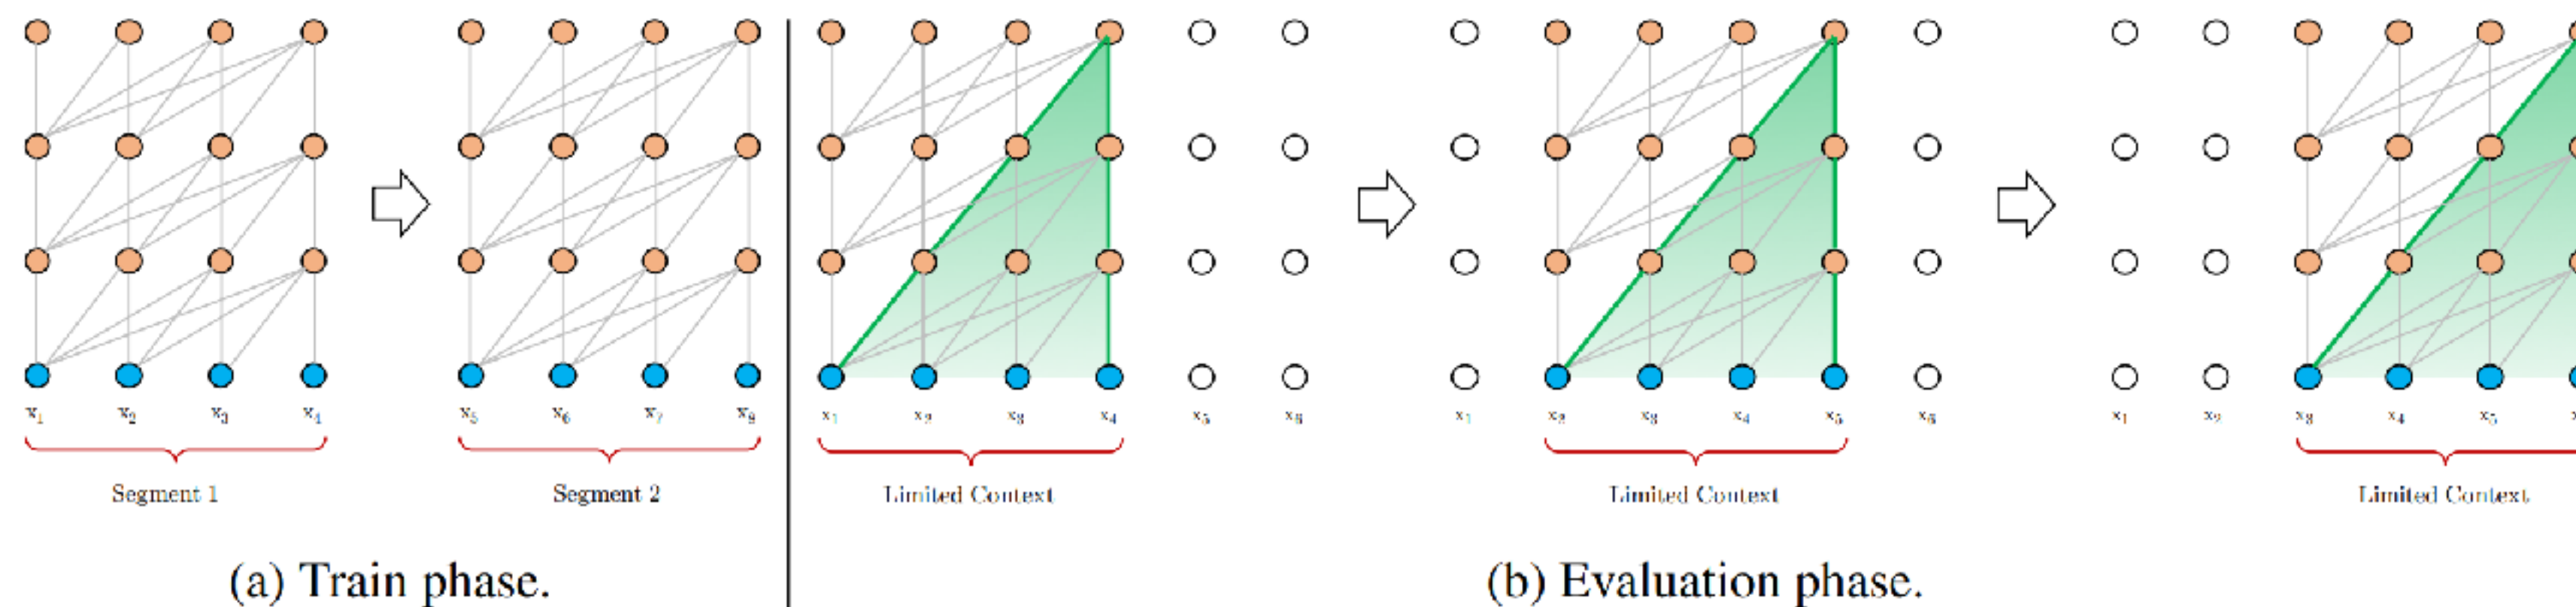 x₁ x₂ x₃ x₄ x₅ x₆ x₇ x₈ x₁ x₂ x₃ x₄ x₅ x₆ x₁ x₂ x₃ x₄ x₅ x₆ x₁ x₂ x₃ x₄ x₅
Segment 1 Segment 2 Limited Context Limited Context Limited Context
(a) Train phase. (b) Evaluation phase.